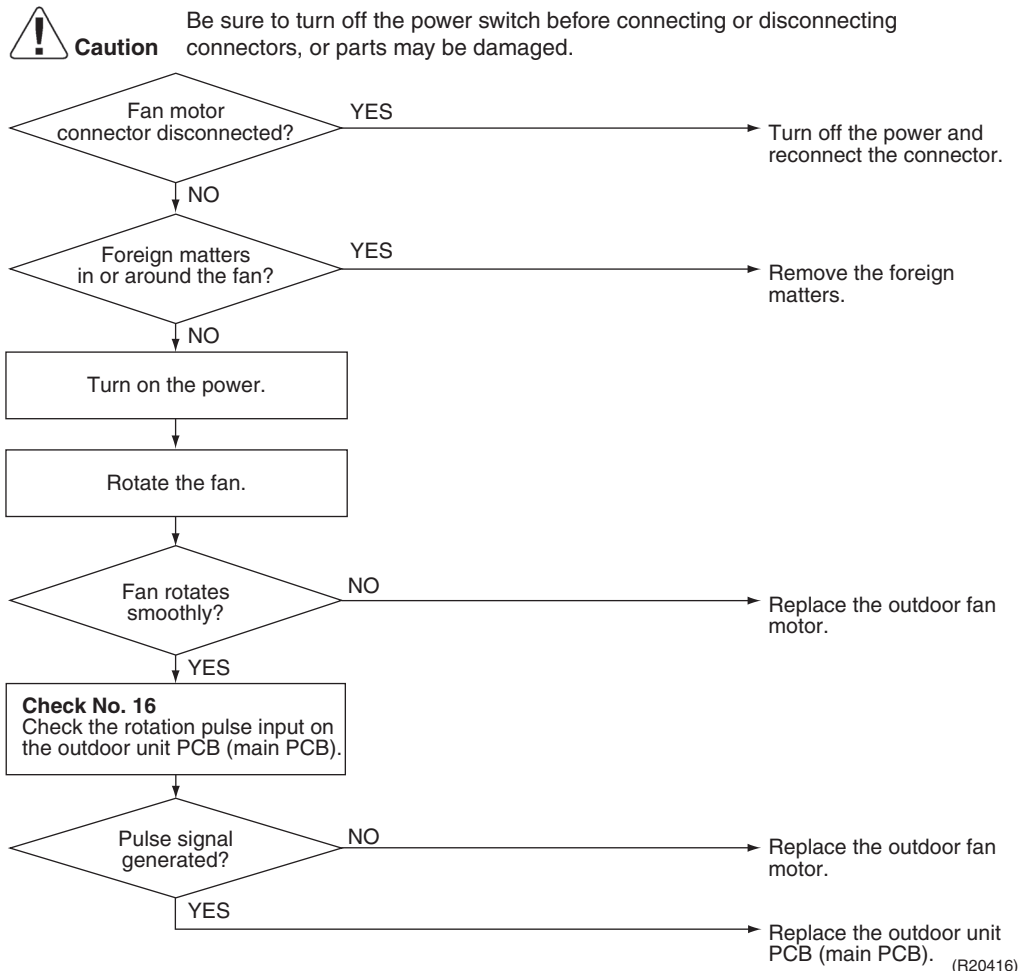 Be sure to turn off the power switch before connecting or disconnecting
Caution connectors, or parts may be damaged.
Fan motor
connector disconnected?
YES
Turn off the power and
reconnect the connector.
NO
Foreign matters
in or around the fan?
YES
Remove the foreign
matters.
NO
Turn on the power.
Rotate the fan.
Fan rotates
smoothly?
NO
Replace the outdoor fan
motor.
YES
Check No. 16
Check the rotation pulse input on
the outdoor unit PCB (main PCB).
Pulse signal
generated?
NO
Replace the outdoor fan
motor.
YES
Replace the outdoor unit
PCB (main PCB).
(R20416)